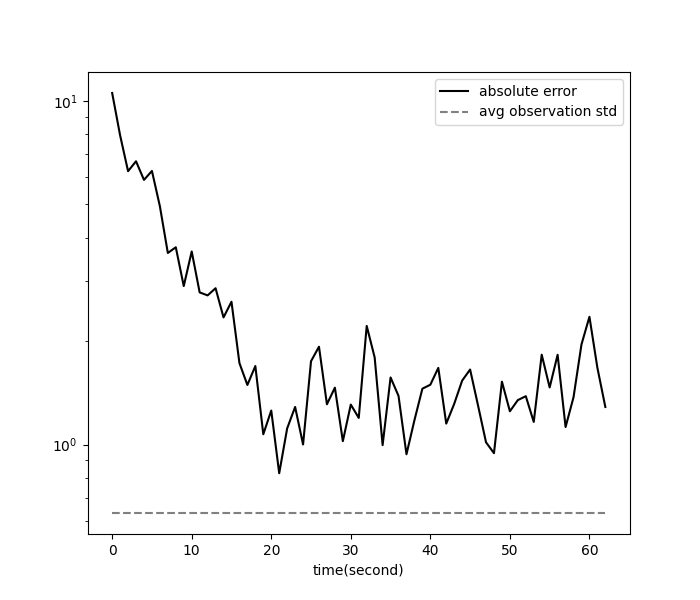 absolute error
avg observation std
10¹
10⁰
0 10 20 30 40 50 60
time(second)